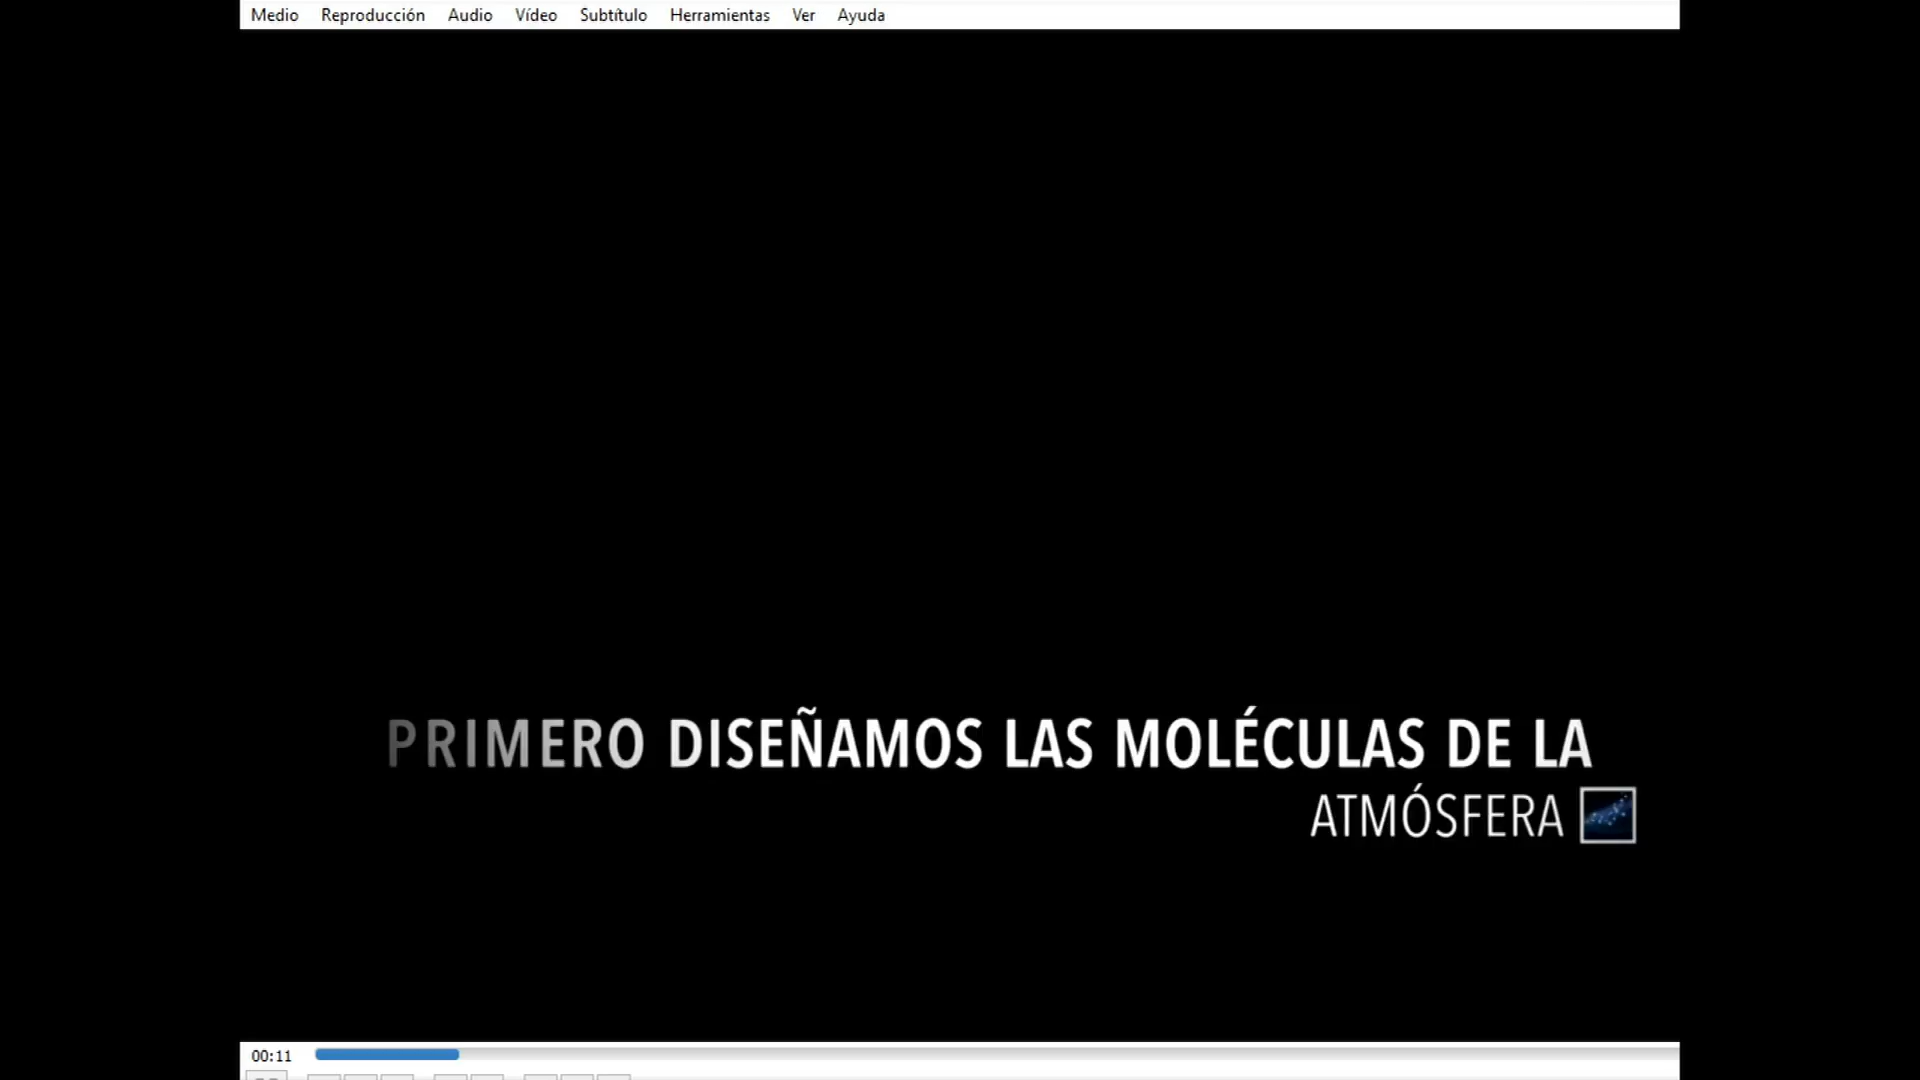 Medio Reproducción Audio Vídeo Subtítulo Herramientas Ver Ayuda
PRIMERO DISEÑAMOS LAS MOLÉCULAS DE LA
ATMÓSFERA
00:11